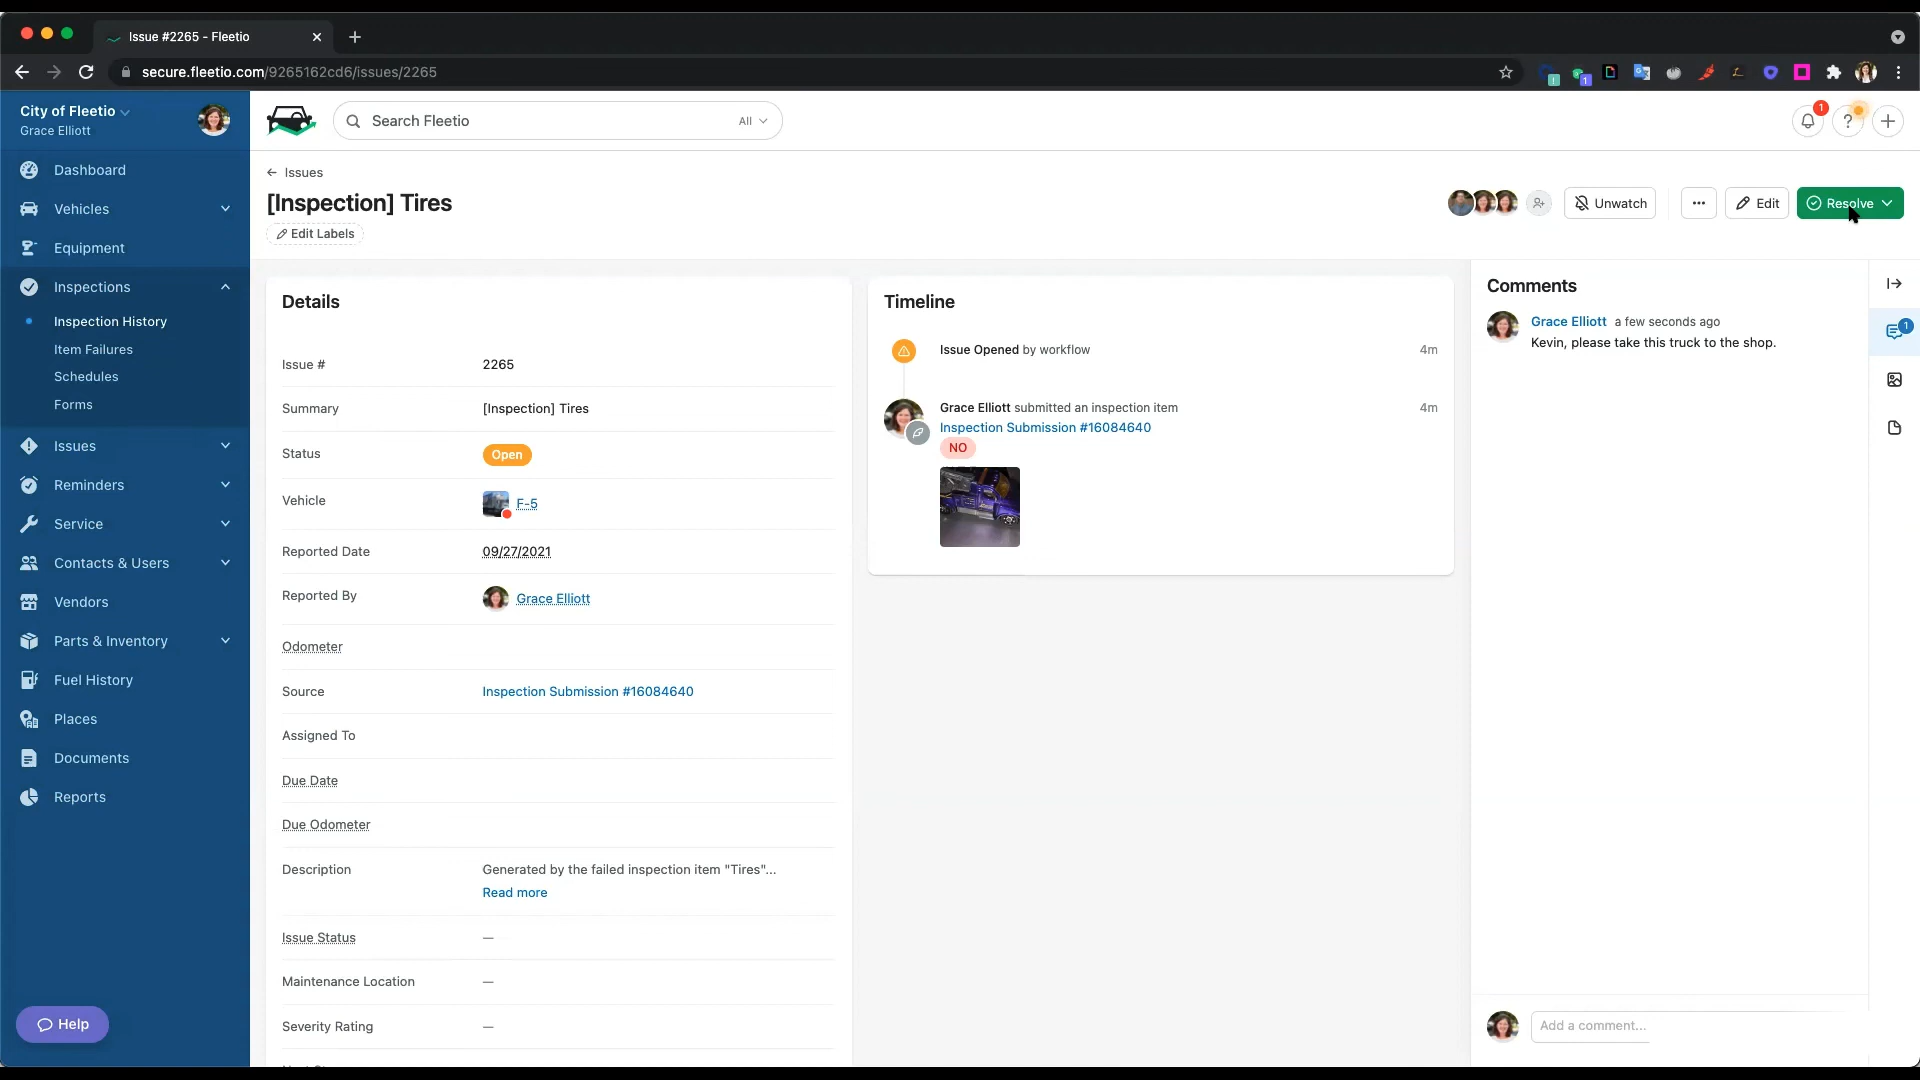 Issue #2265 - Fleetio
secure.fleetio.com/9265162cd6/issues/2265
City of Fleetio
Grace Elliott
Search Fleetio
All
1
Dashboard
Vehicles
Equipment
Inspections
Inspection History
Item Failures
Schedules
Forms
Issues
Reminders
Service
Contacts & Users
Vendors
Parts & Inventory
Fuel History
Places
Documents
Reports
Help
Issues
[Inspection] Tires
Edit Labels
Unwatch
Edit
Resolve
Details
Issue # 2265
Summary [Inspection] Tires
Status Open
Vehicle F-5
Reported Date 09/27/2021
Reported By Grace Elliott
Odometer
Source Inspection Submission #16084640
Assigned To
Due Date
Due Odometer
Description Generated by the failed inspection item "Tires"...
Read more
Issue Status —
Maintenance Location —
Severity Rating —
Timeline
Issue Opened by workflow 4m
Grace Elliott submitted an inspection item 4m
Inspection Submission #16084640
NO
Comments
Grace Elliott a few seconds ago
Kevin, please take this truck to the shop.
1
Add a comment...